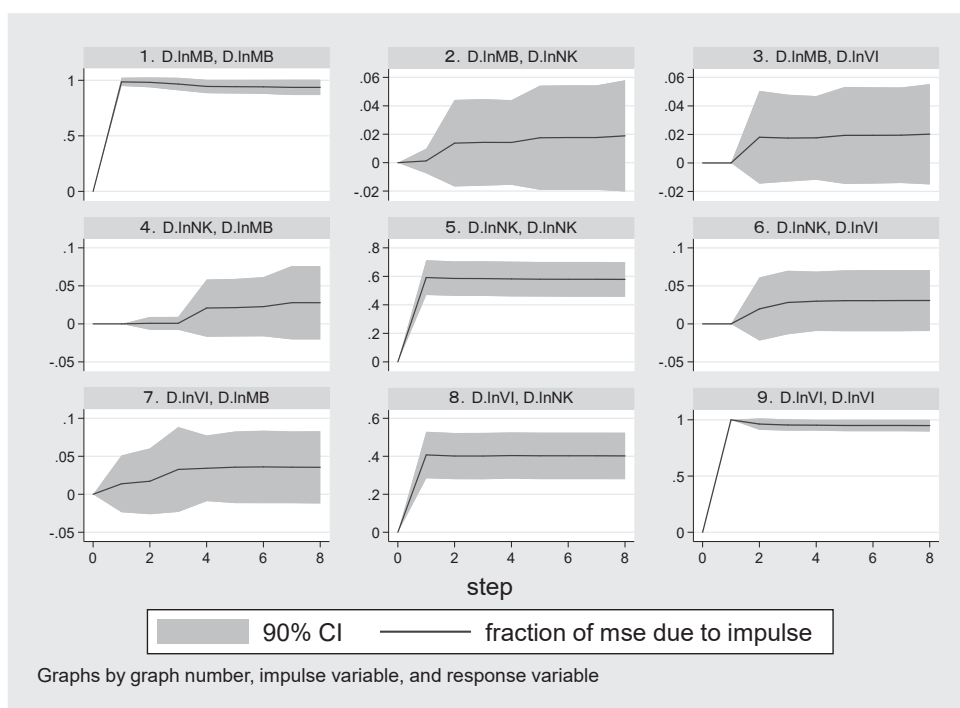 1. D.lnMB, D.lnMB
2. D.lnMB, D.lnNK
3. D.lnMB, D.lnVI
1
.5
0
.06
.04
.02
0
-.02
.06
.04
.02
0
-.02
4. D.lnNK, D.lnMB
5. D.lnNK, D.lnNK
6. D.lnNK, D.lnVI
.1
.05
0
-.05
.8
.6
.4
.2
0
.1
.05
0
-.05
7. D.lnVI, D.lnMB
8. D.lnVI, D.lnNK
9. D.lnVI, D.lnVI
.1
.05
0
-.05
.6
.4
.2
0
1
.5
0
0 2 4 6 8
0 2 4 6 8
0 2 4 6 8
step
90% CI
fraction of mse due to impulse
Graphs by graph number, impulse variable, and response variable